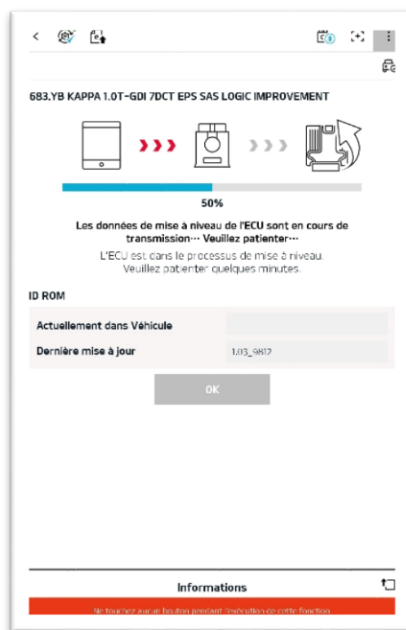 683.YB KAPPA 1.0T-GDI 7DCT EPS SAS LOGIC IMPROVEMENT
50%
Les données de mise à niveau de l'ECU sont en cours de
transmission··· Veuillez patienter···
L'ECU est dans le processus de mise à niveau.
Veuillez patienter quelques minutes.
ID ROM
Actuellement dans Véhicule
Dernière mise à jour 1.03_9812
OK
Informations
Ne touchez aucun bouton pendant l'exécution de cette fonction